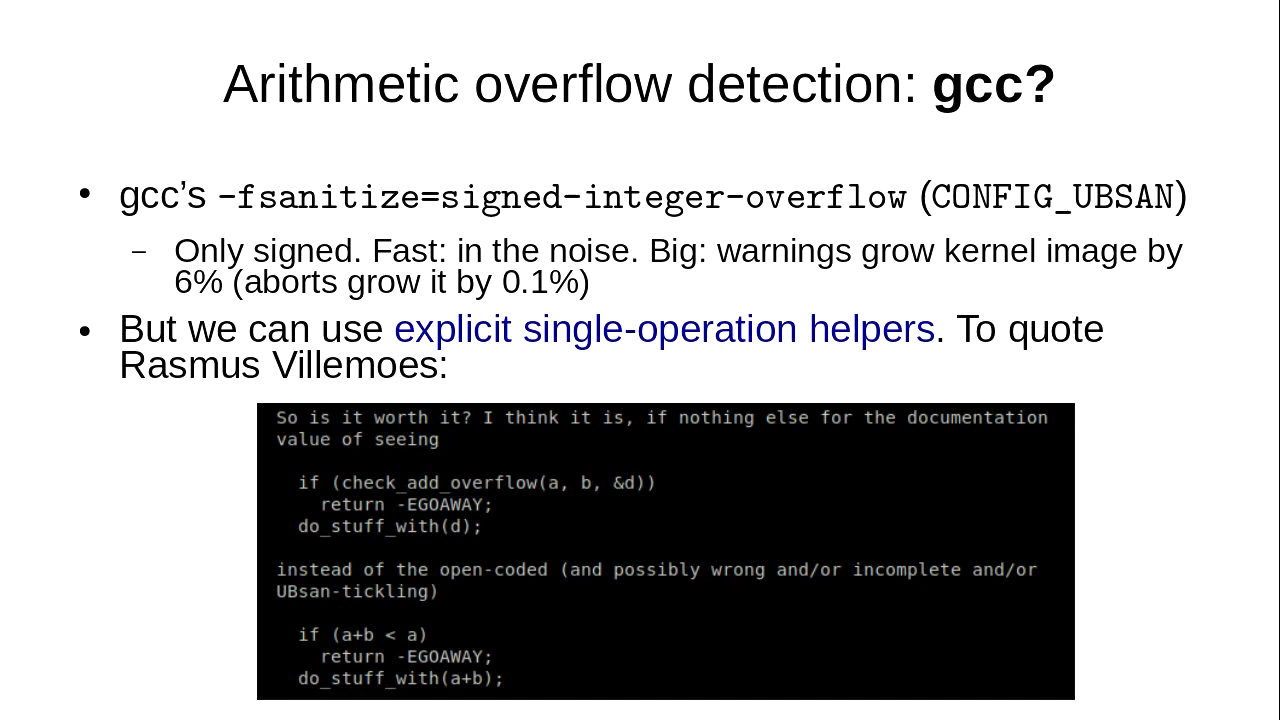 Arithmetic overflow detection: gcc?
• gcc’s -fsanitize=signed-integer-overflow (CONFIG_UBSAN)
– Only signed. Fast: in the noise. Big: warnings grow kernel image by
6% (aborts grow it by 0.1%)
• But we can use explicit single-operation helpers. To quote
Rasmus Villemoes:
So is it worth it? I think it is, if nothing else for the documentation
value of seeing
if (check_add_overflow(a, b, &d))
return -EGOAWAY;
do_stuff_with(d);
instead of the open-coded (and possibly wrong and/or incomplete and/or
UBsan-tickling)
if (a+b < a)
return -EGOAWAY;
do_stuff_with(a+b);